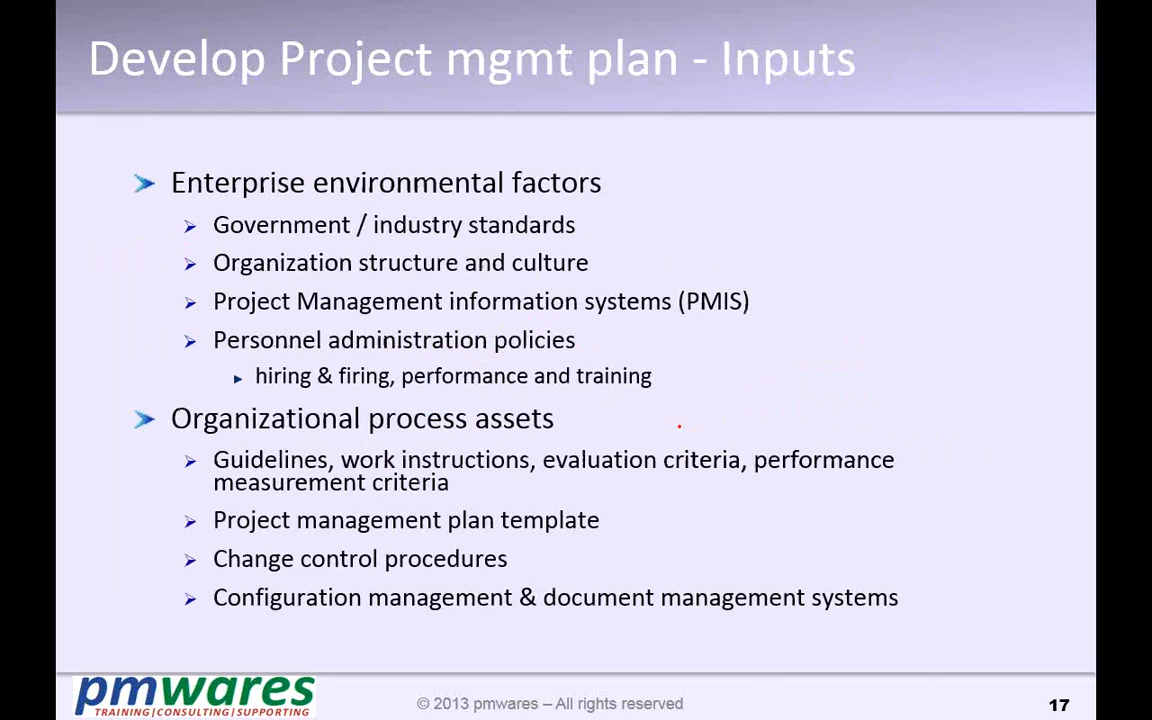 Develop Project mgmt plan - Inputs
Enterprise environmental factors
Government / industry standards
Organization structure and culture
Project Management information systems (PMIS)
Personnel administration policies
hiring & firing, performance and training
Organizational process assets
Guidelines, work instructions, evaluation criteria, performance
measurement criteria
Project management plan template
Change control procedures
Configuration management & document management systems
pmwares
TRAINING|CONSULTING|SUPPORTING
© 2013 pmwares – All rights reserved
17